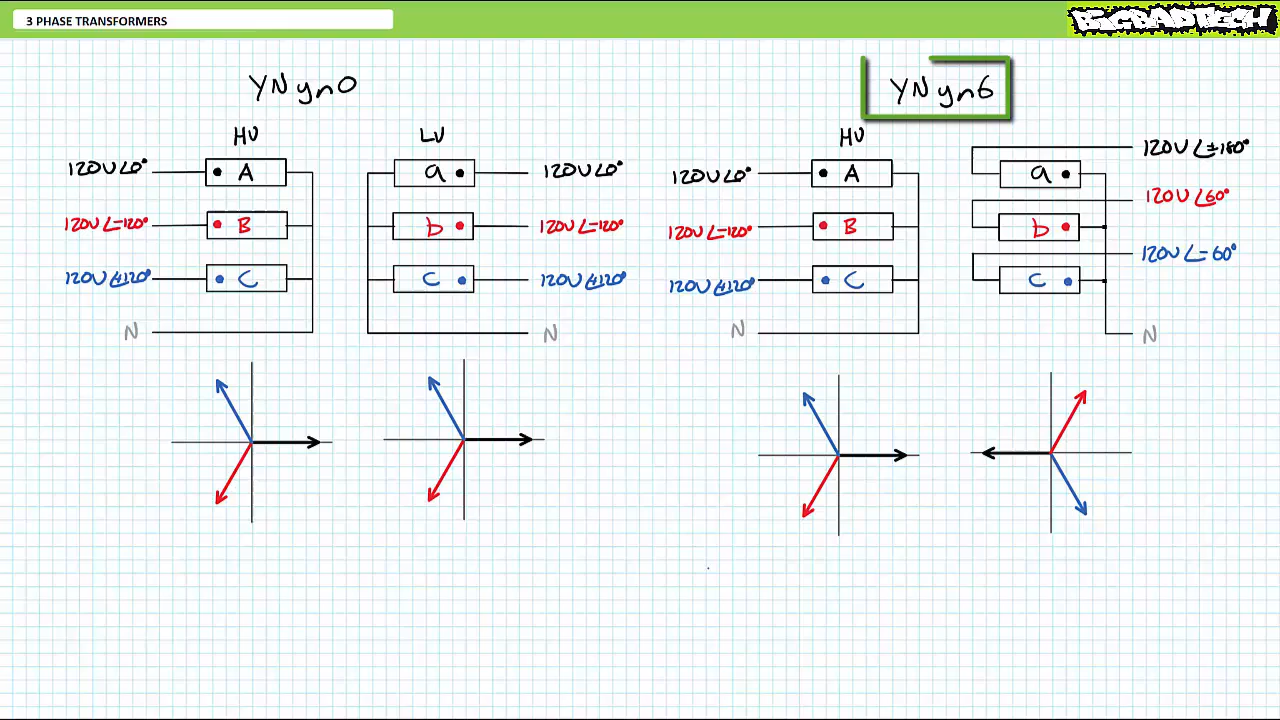 3 PHASE TRANSFORMERS
BIGBADTECH
YNyn0
YNyn6
HV
LV
HV
120V∠0°
A
a
120V∠0°
120V∠0°
A
a
120V∠±180°
120V∠-120°
B
b
120V∠-120°
120V∠-120°
B
b
120V∠60°
120V∠+120°
C
C
120V∠+120°
120V∠+120°
C
C
120V∠-60°
N
N
N
N